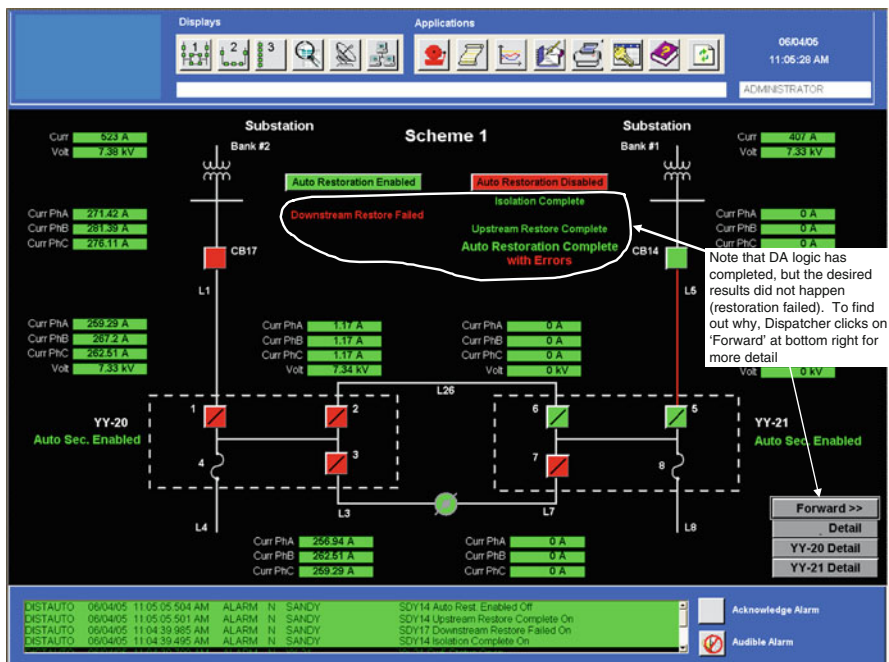 Displays
Applications
1
2
3
06/04/05
11:05:28 AM
ADMINISTRATOR
Substation
Bank #2
Scheme 1
Substation
Bank #1
Curr 523 A
Volt 7.38 kV
Curr 407 A
Volt 7.33 kV
Auto Restoration Enabled
Auto Restoration Disabled
Isolation Complete
Downstream Restore Failed
Upstream Restore Complete
Auto Restoration Complete
with Errors
Curr PhA 271.42 A
Curr PhB 281.39 A
Curr PhC 276.11 A
Curr PhA 0 A
Curr PhB 0 A
Curr PhC 0 A
CB17
CB14
Note that DA logic has
completed, but the desired
results did not happen
(restoration failed). To find
out why, Dispatcher clicks on
'Forward' at bottom right for
more detail
L1
L5
Curr PhA 259.29 A
Curr PhB 267.2 A
Curr PhC 262.51 A
Volt 7.33 kV
Curr PhA 1.17 A
Curr PhB 1.17 A
Curr PhC 1.17 A
Volt 7.34 kV
Curr PhA 0 A
Curr PhB 0 A
Curr PhC 0 A
Volt 0 kV
Volt 0 kV
L26
YY-20
Auto Sec. Enabled
1
2
3
4
6
5
7
8
YY-21
Auto Sec. Enabled
L3
L7
L4
L8
Curr PhA 256.94 A
Curr PhB 262.51 A
Curr PhC 259.29 A
Curr PhA 0 A
Curr PhB 0 A
Curr PhC 0 A
Forward >>
Detail
YY-20 Detail
YY-21 Detail
DISTAUTO 06/04/05 11:05:05.504 AM ALARM N SANDY SDY14 Auto Rest. Enabled Off
DISTAUTO 06/04/05 11:05:05.501 AM ALARM N SANDY SDY14 Upstream Restore Complete On
DISTAUTO 06/04/05 11:04:39.985 AM ALARM N SANDY SDY17 Downstream Restore Failed On
DISTAUTO 06/04/05 11:04:39.495 AM ALARM N SANDY SDY14 Isolation Complete On
Acknowledge Alarm
Audible Alarm